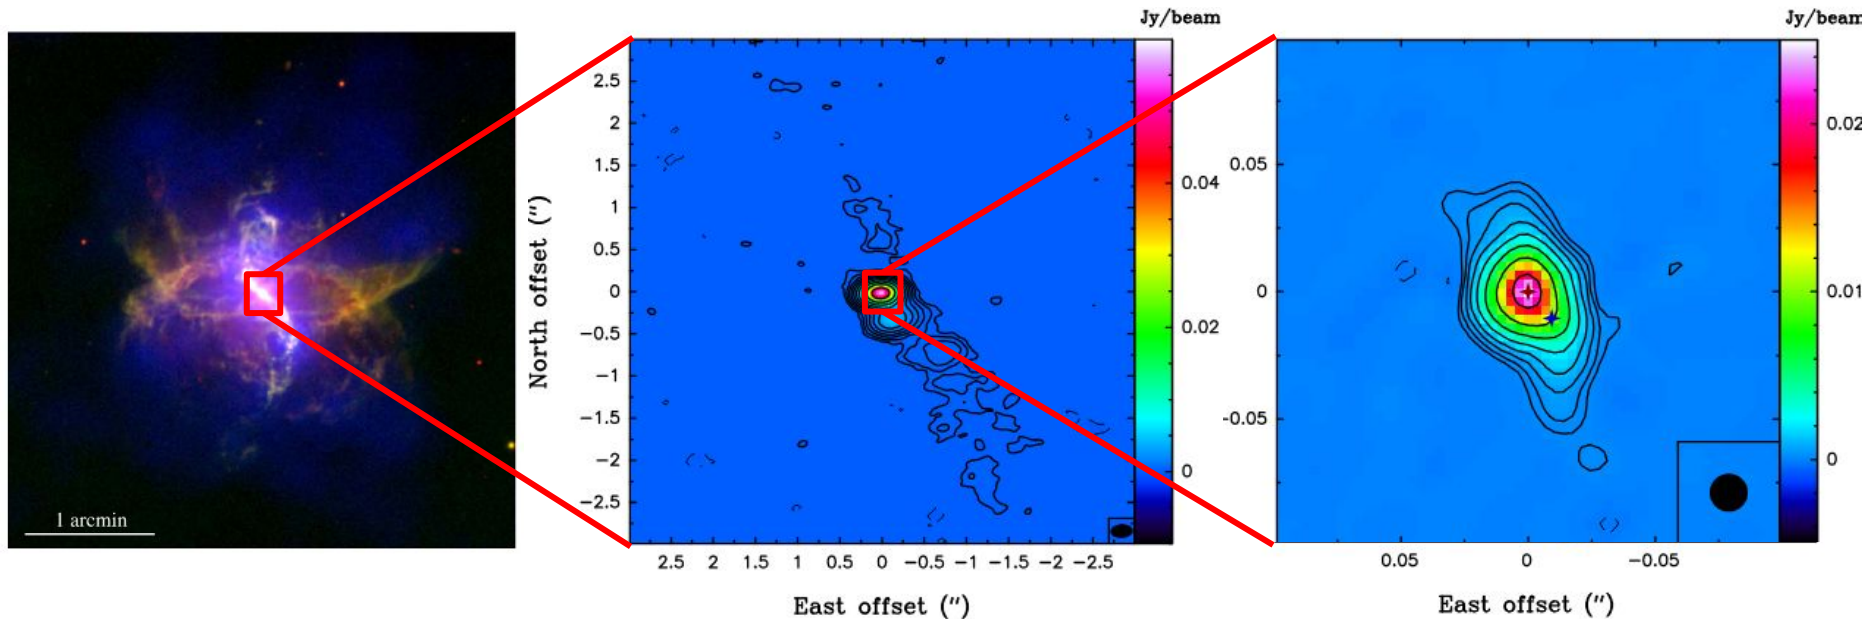 1 arcmin
Jy/beam
North offset (″)
2.5
2
1.5
1
0.5
0
−0.5
−1
−1.5
−2
−2.5
2.5 2 1.5 1 0.5 0 −0.5 −1 −1.5 −2 −2.5
East offset (″)
0.04
0.02
0
Jy/beam
0.05
0
-0.05
0.05 0 −0.05
East offset (″)
0.02
0.01
0